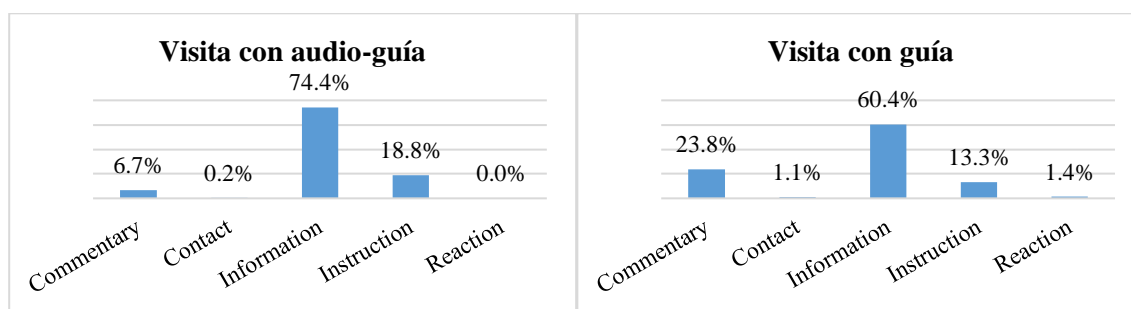 Visita con audio-guía
74.4%
6.7%
0.2%
18.8%
0.0%
Commentary
Contact
Information
Instruction
Reaction
Visita con guía
60.4%
23.8%
1.1%
13.3%
1.4%
Commentary
Contact
Information
Instruction
Reaction